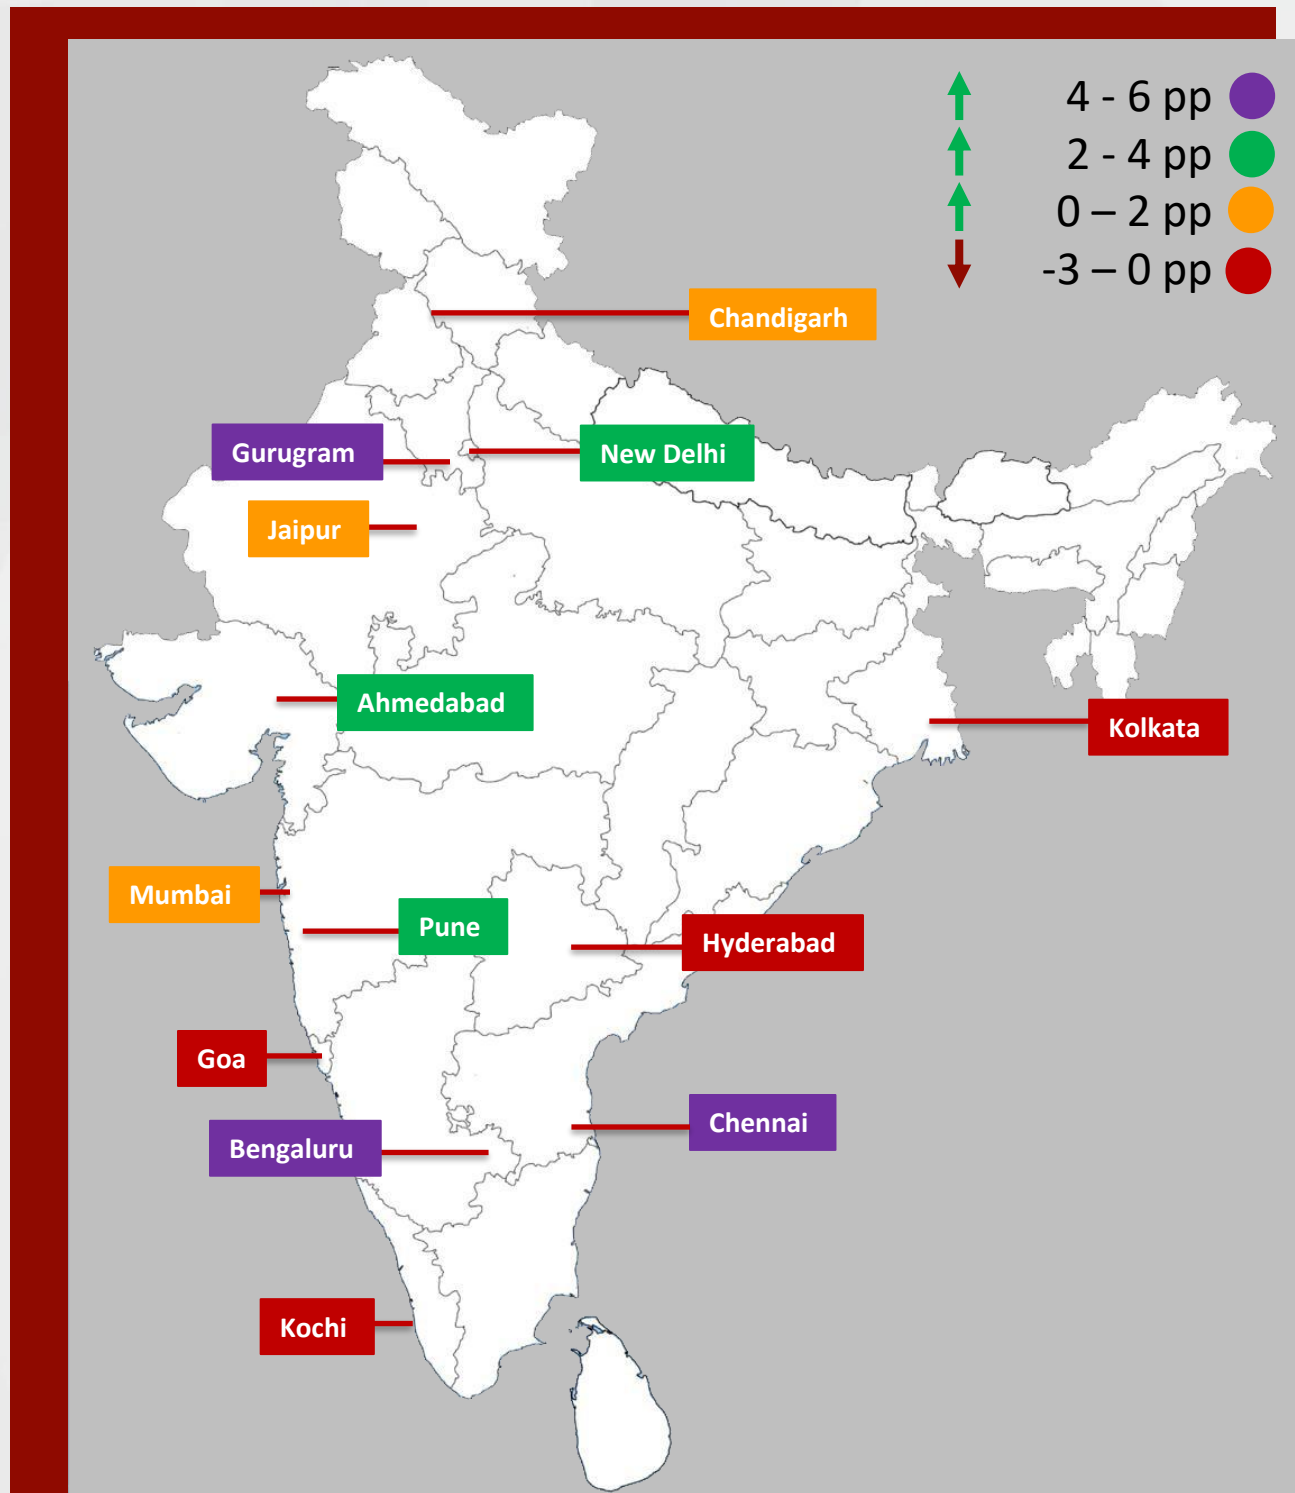 4 - 6 pp
2 - 4 pp
0 – 2 pp
-3 – 0 pp
Chandigarh
Gurugram
New Delhi
Jaipur
Ahmedabad
Kolkata
Mumbai
Pune
Hyderabad
Goa
Chennai
Bengaluru
Kochi